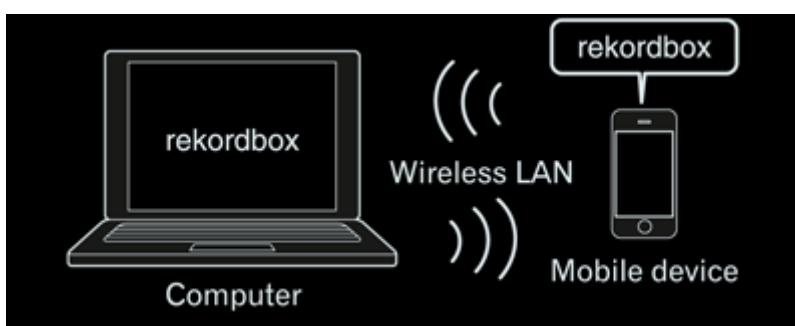 rekordbox
rekordbox
Wireless LAN
Computer
Mobile device